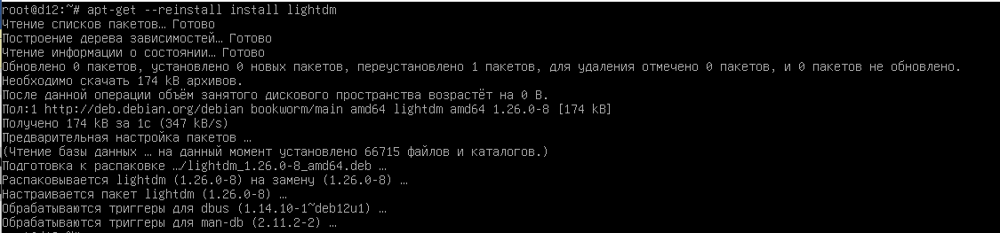 root@d12:~# apt-get --reinstall install lightdm
Чтение списков пакетов… Готово
Построение дерева зависимостей… Готово
Чтение информации о состоянии… Готово
Обновлено 0 пакетов, установлено 0 новых пакетов, переустановлено 1 пакетов, для удаления отмечено 0 пакетов, и 0 пакетов не обновлено.
Необходимо скачать 174 kB архивов.
После данной операции объём занятого дискового пространства возрастёт на 0 B.
Пол:1 http://deb.debian.org/debian bookworm/main amd64 lightdm amd64 1.26.0-8 [174 kB]
Получено 174 kB за 1с (347 kB/s)
Предварительная настройка пакетов …
(Чтение базы данных … на данный момент установлено 66715 файлов и каталогов.)
Подготовка к распаковке …/lightdm_1.26.0-8_amd64.deb …
Распаковывается lightdm (1.26.0-8) на замену (1.26.0-8) …
Настраивается пакет lightdm (1.26.0-8) …
Обрабатываются триггеры для dbus (1.14.10-1~deb12u1) …
Обрабатываются триггеры для man-db (2.11.2-2) …